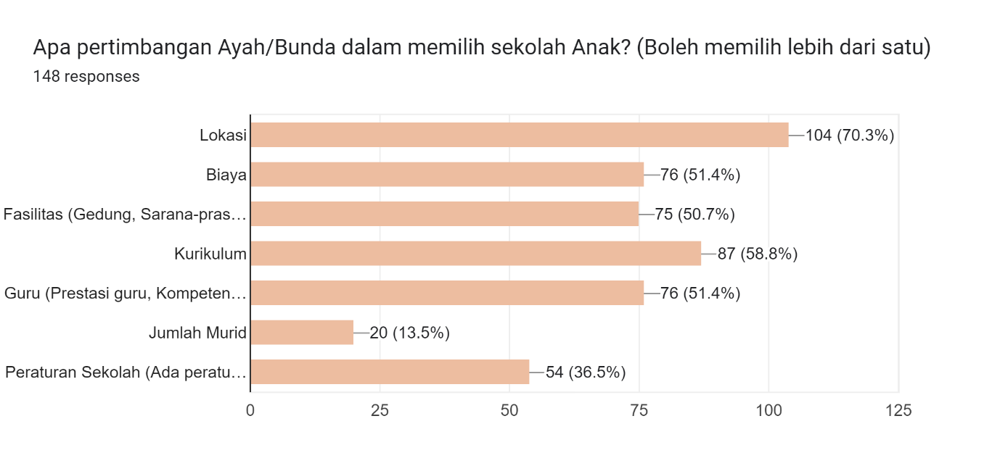 Apa pertimbangan Ayah/Bunda dalam memilih sekolah Anak? (Boleh memilih lebih dari satu)
148 responses
Lokasi
104 (70.3%)
Biaya
76 (51.4%)
Fasilitas (Gedung, Sarana-pras…
75 (50.7%)
Kurikulum
87 (58.8%)
Guru (Prestasi guru, Kompeten…
76 (51.4%)
Jumlah Murid
20 (13.5%)
Peraturan Sekolah (Ada peratu…
54 (36.5%)
0 25 50 75 100 125